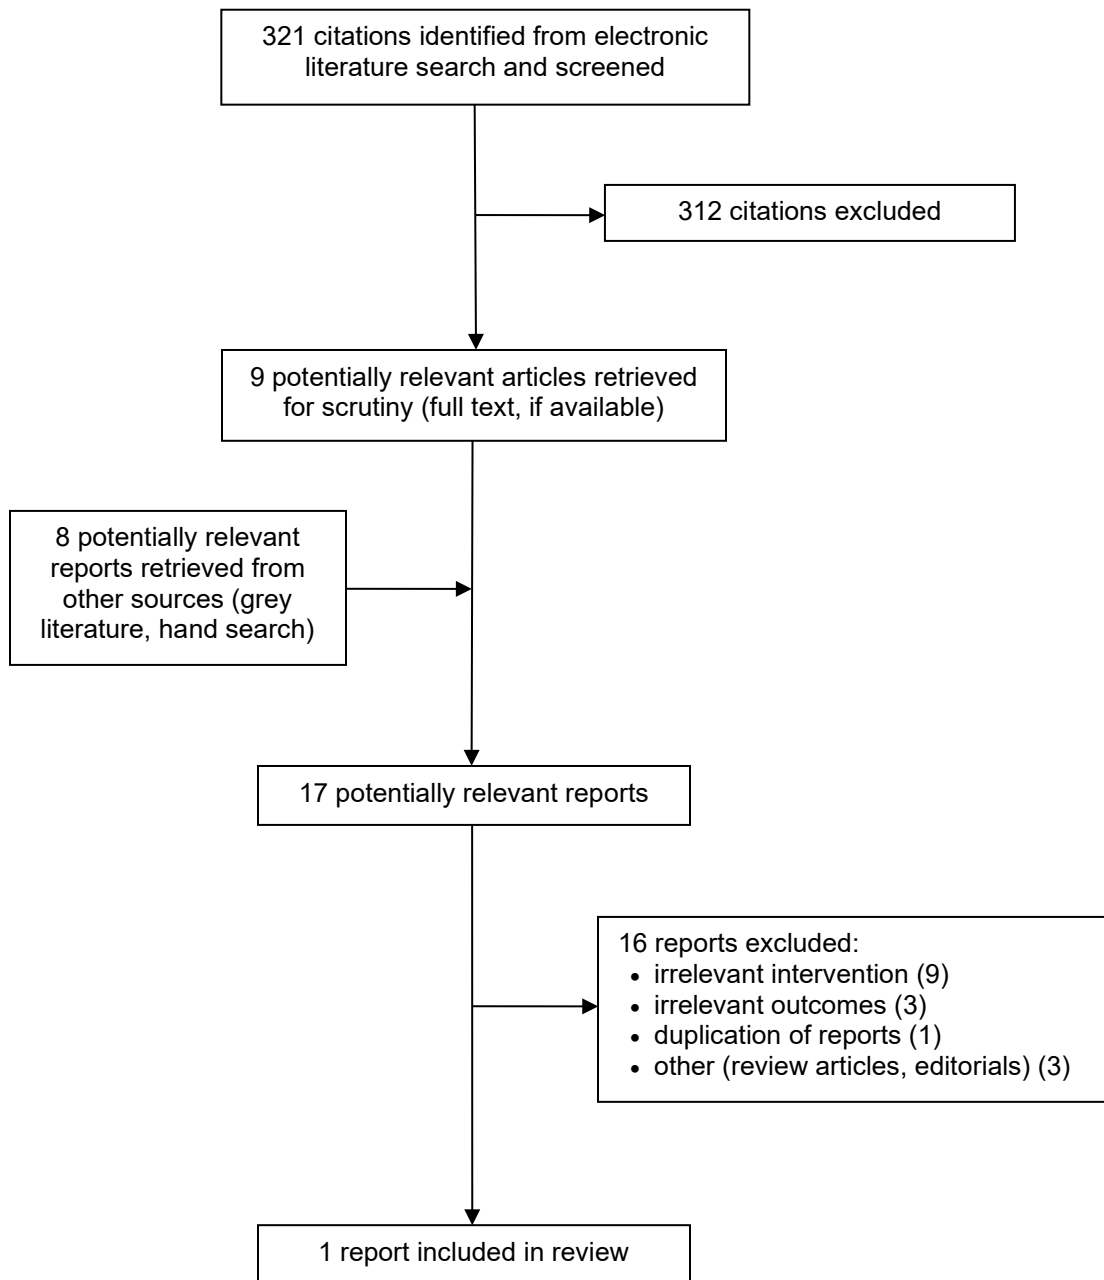 321 citations identified from electronic
literature search and screened
312 citations excluded
9 potentially relevant articles retrieved
for scrutiny (full text, if available)
8 potentially relevant
reports retrieved from
other sources (grey
literature, hand search)
17 potentially relevant reports
16 reports excluded:
• irrelevant intervention (9)
• irrelevant outcomes (3)
• duplication of reports (1)
• other (review articles, editorials) (3)
1 report included in review